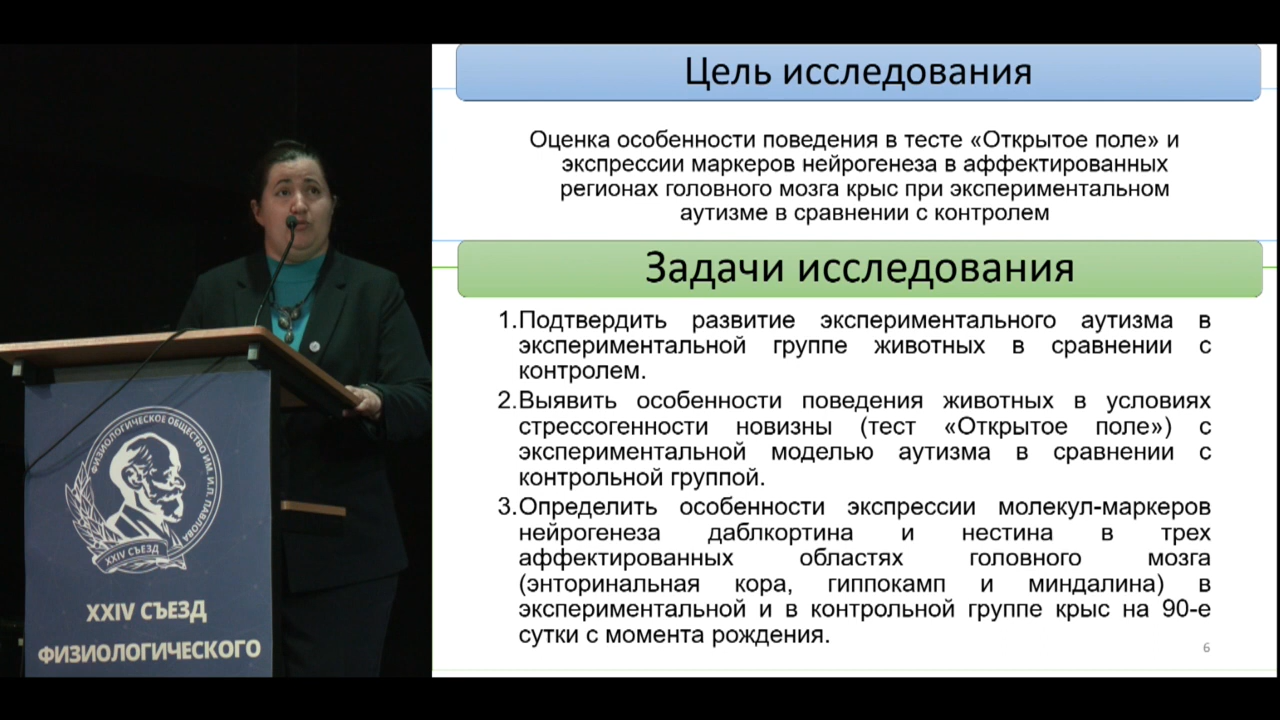 ФИЗИОЛОГИЧЕСКОЕ ОБЩЕСТВО ИМ. И.П. ПАВЛОВА
XXIV СЪЕЗД
XXIV СЪЕЗД
ФИЗИОЛОГИЧЕСКОГО
Цель исследования
Оценка особенности поведения в тесте «Открытое поле» и
экспрессии маркеров нейрогенеза в аффектированных
регионах головного мозга крыс при экспериментальном
аутизме в сравнении с контролем
Задачи исследования
1.Подтвердить развитие экспериментального аутизма в
экспериментальной группе животных в сравнении с
контролем.
2.Выявить особенности поведения животных в условиях
стрессогенности новизны (тест «Открытое поле») с
экспериментальной моделью аутизма в сравнении с
контрольной группой.
3.Определить особенности экспрессии молекул-маркеров
нейрогенеза даблкортина и нестина в трех
аффектированных областях головного мозга
(энторинальная кора, гиппокамп и миндалина) в
экспериментальной и в контрольной группе крыс на 90-е
сутки с момента рождения.
6